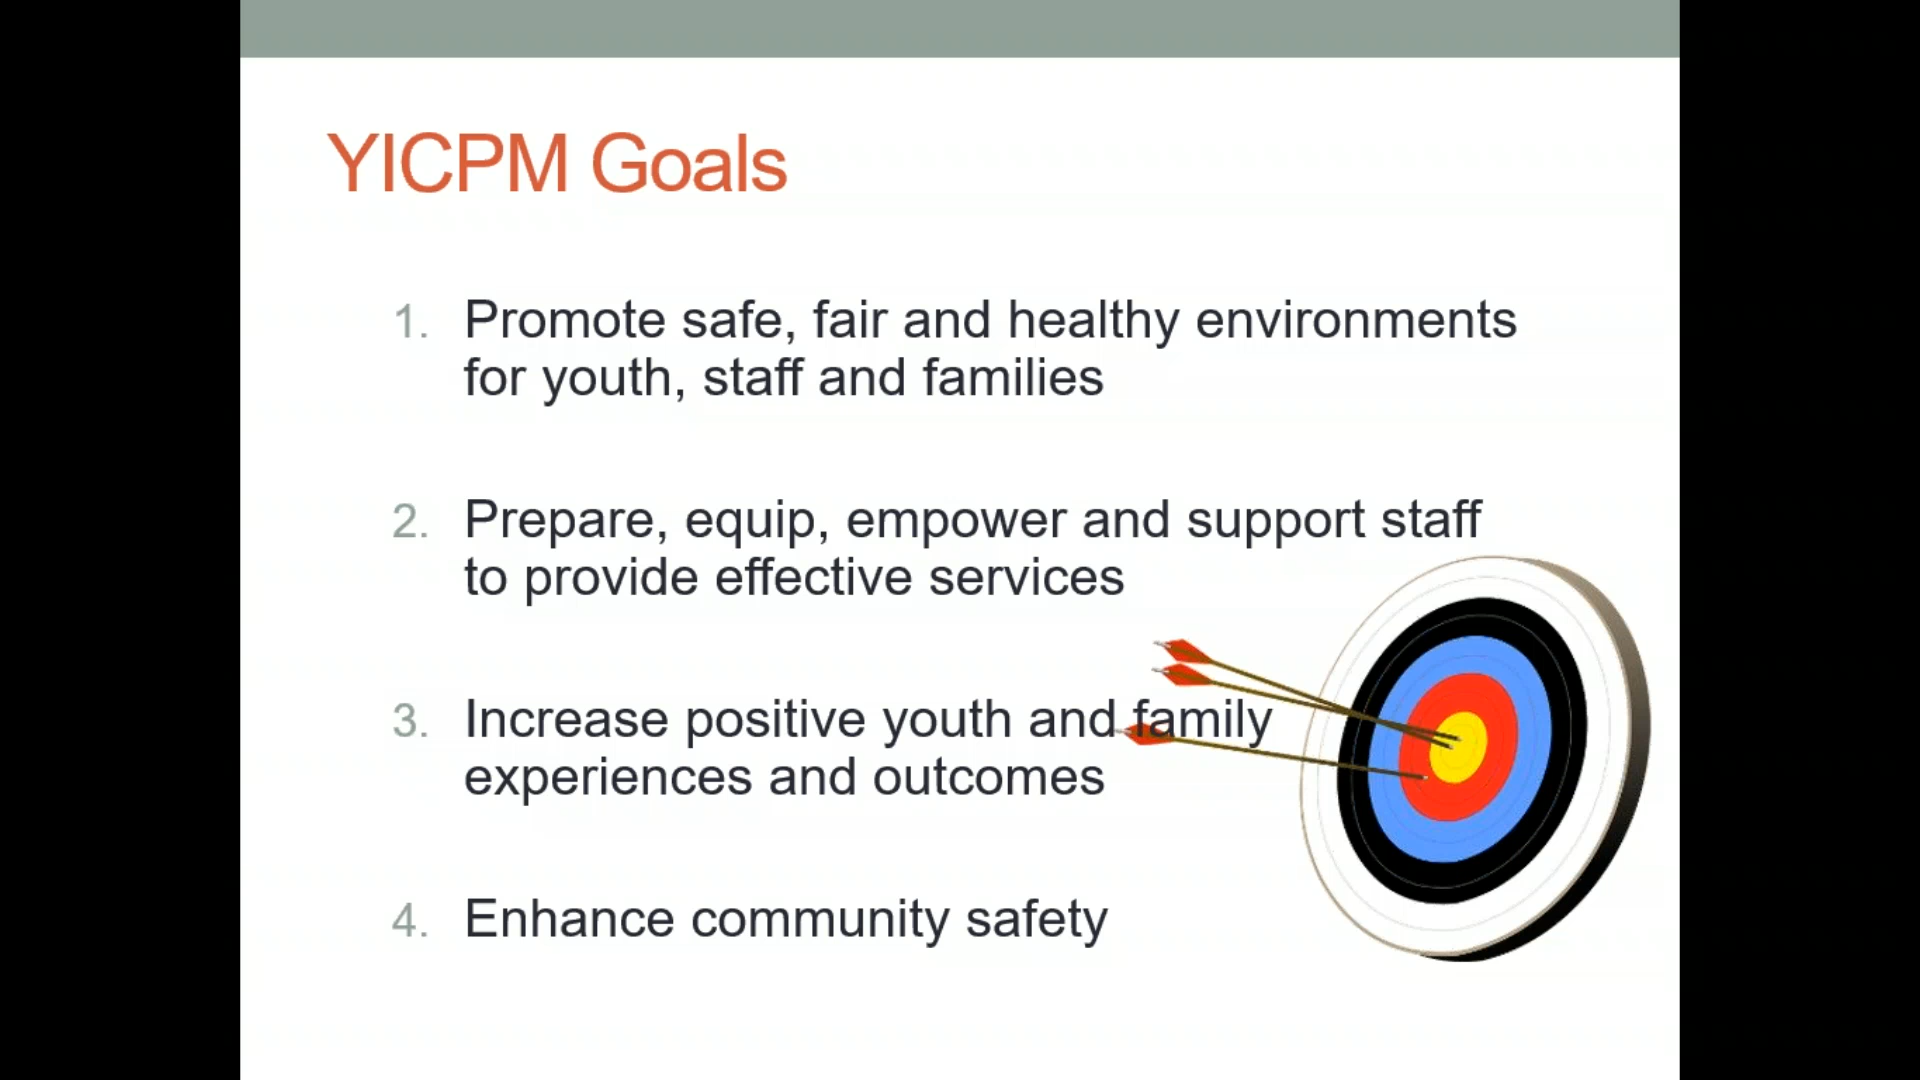 YICPM Goals
1. Promote safe, fair and healthy environments
for youth, staff and families
2. Prepare, equip, empower and support staff
to provide effective services
3. Increase positive youth and family
experiences and outcomes
4. Enhance community safety